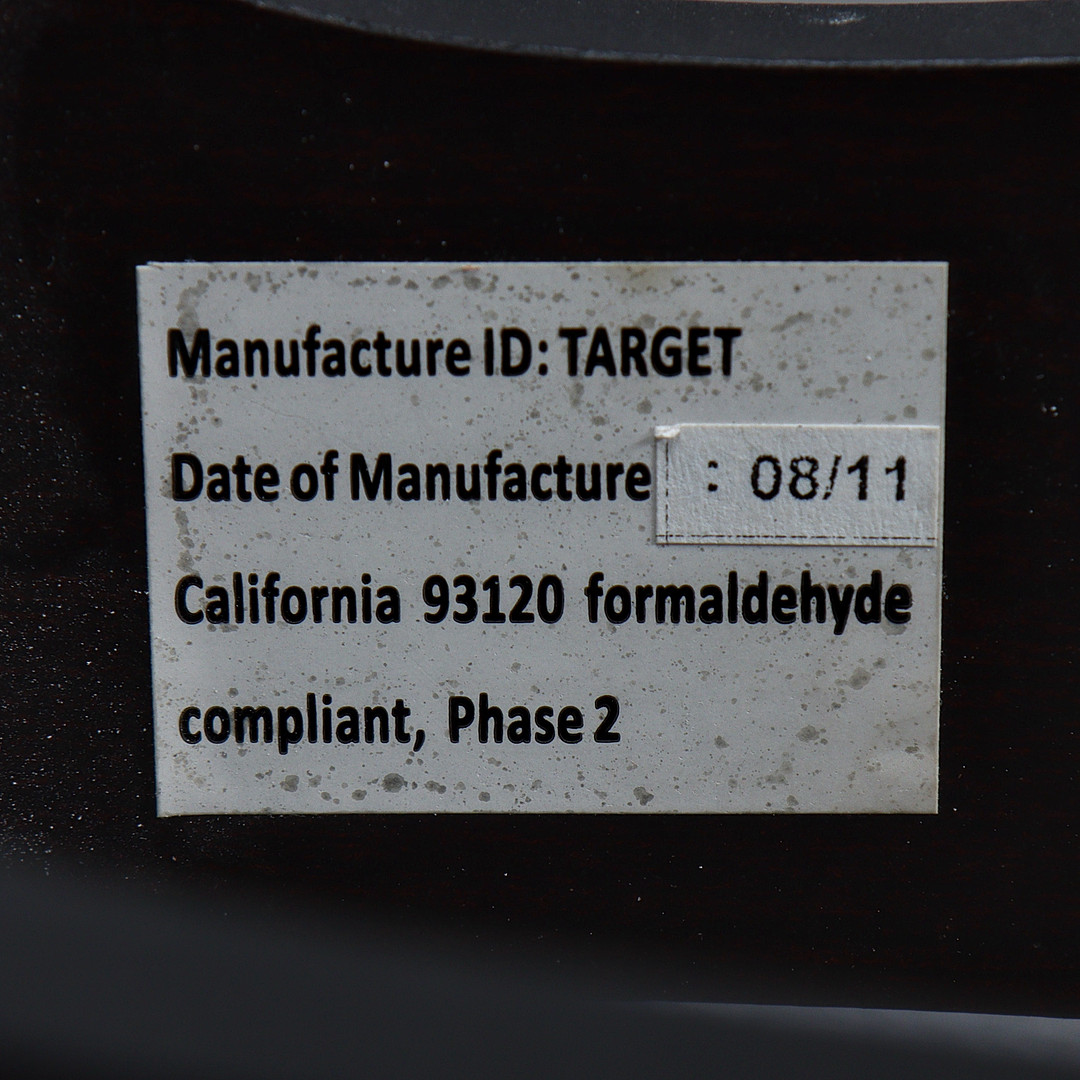 Manufacture ID: TARGET
Date of Manufacture : 08/11
California 93120 formaldehyde
compliant, Phase 2